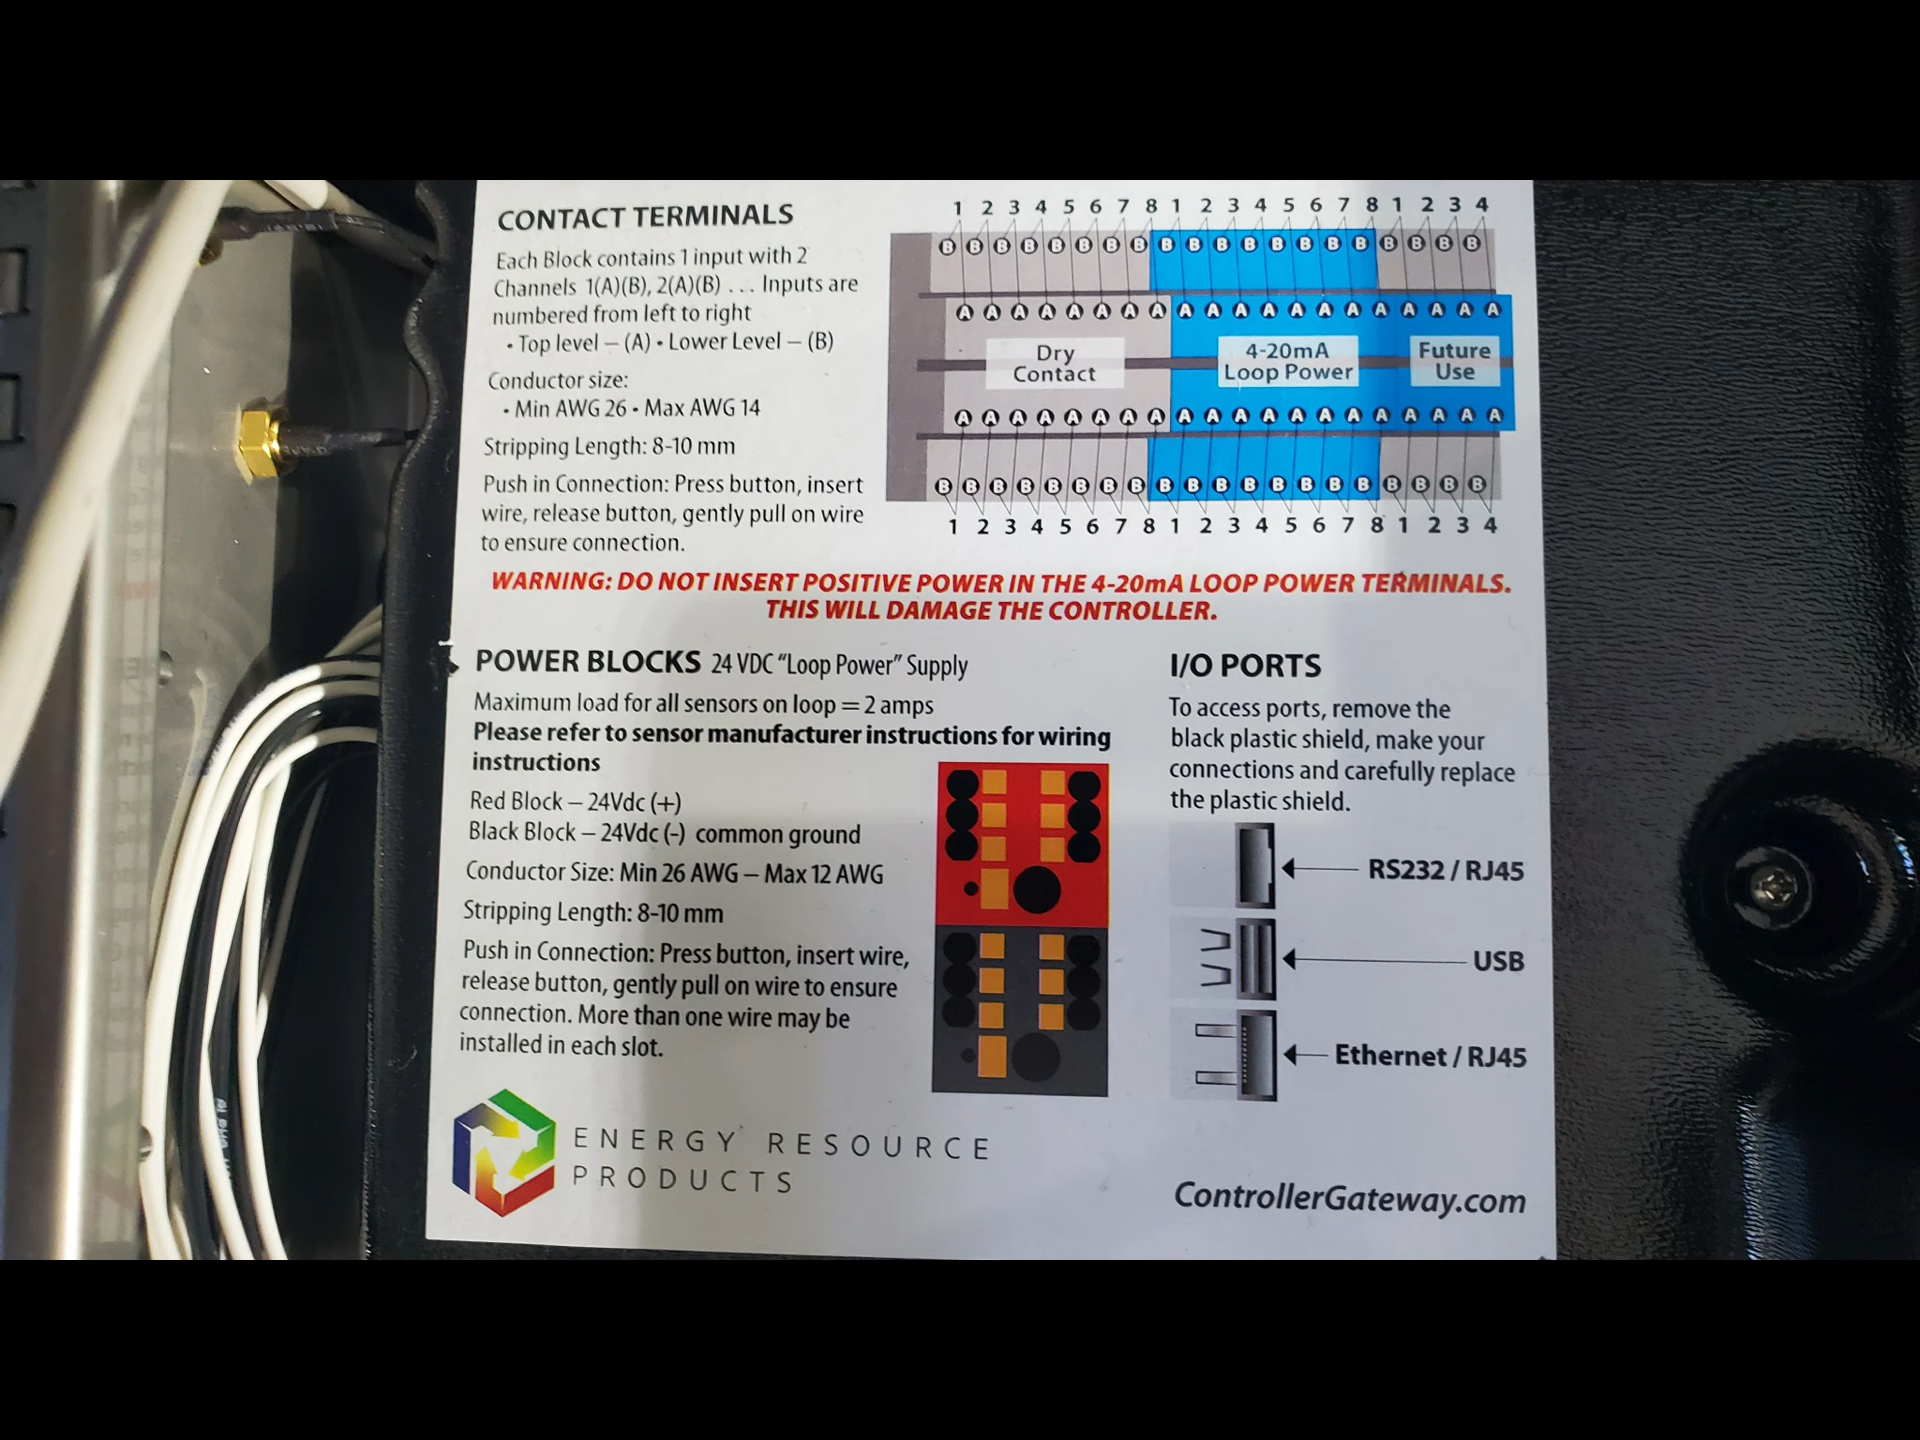 CONTACT TERMINALS
Each Block contains 1 input with 2
Channels 1(A)(B), 2(A)(B) ... Inputs are
numbered from left to right
• Top level – (A) • Lower Level – (B)
Conductor size:
• Min AWG 26 • Max AWG 14
Stripping Length: 8-10 mm
Push in Connection: Press button, insert
wire, release button, gently pull on wire
to ensure connection.
1 2 3 4 5 6 7 8 1 2 3 4 5 6 7 8 1 2 3 4
B B B B B B B B B B B B B B B B B B B B
A A A A A A A A A A A A A A A A A A A A
Dry
Contact
4-20mA
Loop Power
Future
Use
A A A A A A A A A A A A A A A A A A A A
B B B B B B B B B B B B B B B B B B B B
1 2 3 4 5 6 7 8 1 2 3 4 5 6 7 8 1 2 3 4
WARNING: DO NOT INSERT POSITIVE POWER IN THE 4-20mA LOOP POWER TERMINALS.
THIS WILL DAMAGE THE CONTROLLER.
POWER BLOCKS 24 VDC “Loop Power” Supply
Maximum load for all sensors on loop = 2 amps
Please refer to sensor manufacturer instructions for wiring
instructions
Red Block – 24Vdc (+)
Black Block – 24Vdc (-) common ground
Conductor Size: Min 26 AWG – Max 12 AWG
Stripping Length: 8-10 mm
Push in Connection: Press button, insert wire,
release button, gently pull on wire to ensure
connection. More than one wire may be
installed in each slot.
I/O PORTS
To access ports, remove the
black plastic shield, make your
connections and carefully replace
the plastic shield.
RS232 / RJ45
USB
Ethernet / RJ45
ENERGY RESOURCE
PRODUCTS
ControllerGateway.com